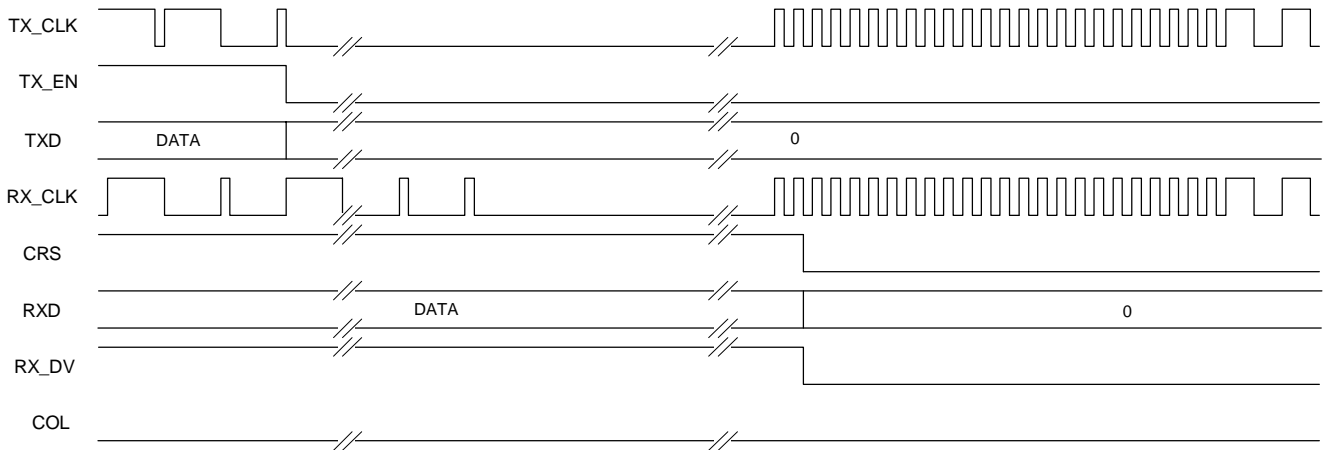 TX_CLK
TX_EN
TXD DATA 0
RX_CLK
CRS
RXD DATA 0
RX_DV
COL